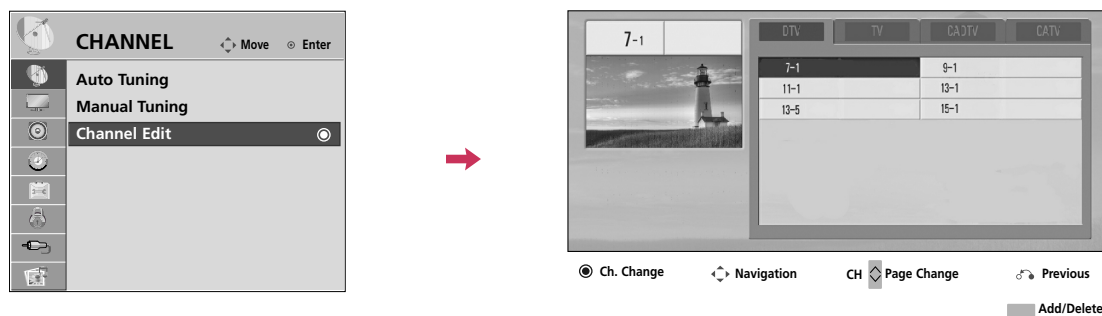 CHANNEL
Move Enter
Auto Tuning
Manual Tuning
Channel Edit
7-1
DTV TV CADTV CATV
7-1 9-1
11-1 13-1
13-5 15-1
Ch. Change Navigation CH Page Change Previous
Add/Delete